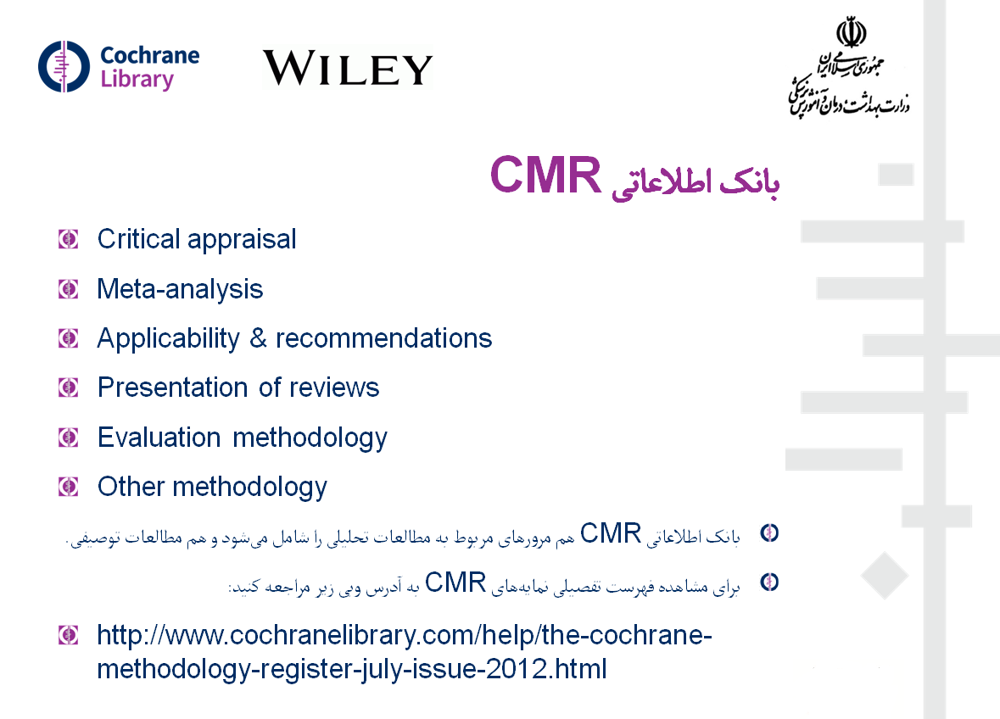 Cochrane
Library
WILEY
جمهوری اسلامی ایران
وزارت بهداشت، درمان و آموزش پزشکی
بانک اطلاعاتی CMR
Critical appraisal
Meta-analysis
Applicability & recommendations
Presentation of reviews
Evaluation methodology
Other methodology
بانک اطلاعاتی CMR هم مرورهای مربوط به مطالعات تحلیلی را شامل می‌شود و هم مطالعات توصیفی.
برای مشاهده فهرست تفصیلی نمایه‌های CMR به آدرس وبی زیر مراجعه کنید:
http://www.cochranelibrary.com/help/the-cochrane-
methodology-register-july-issue-2012.html